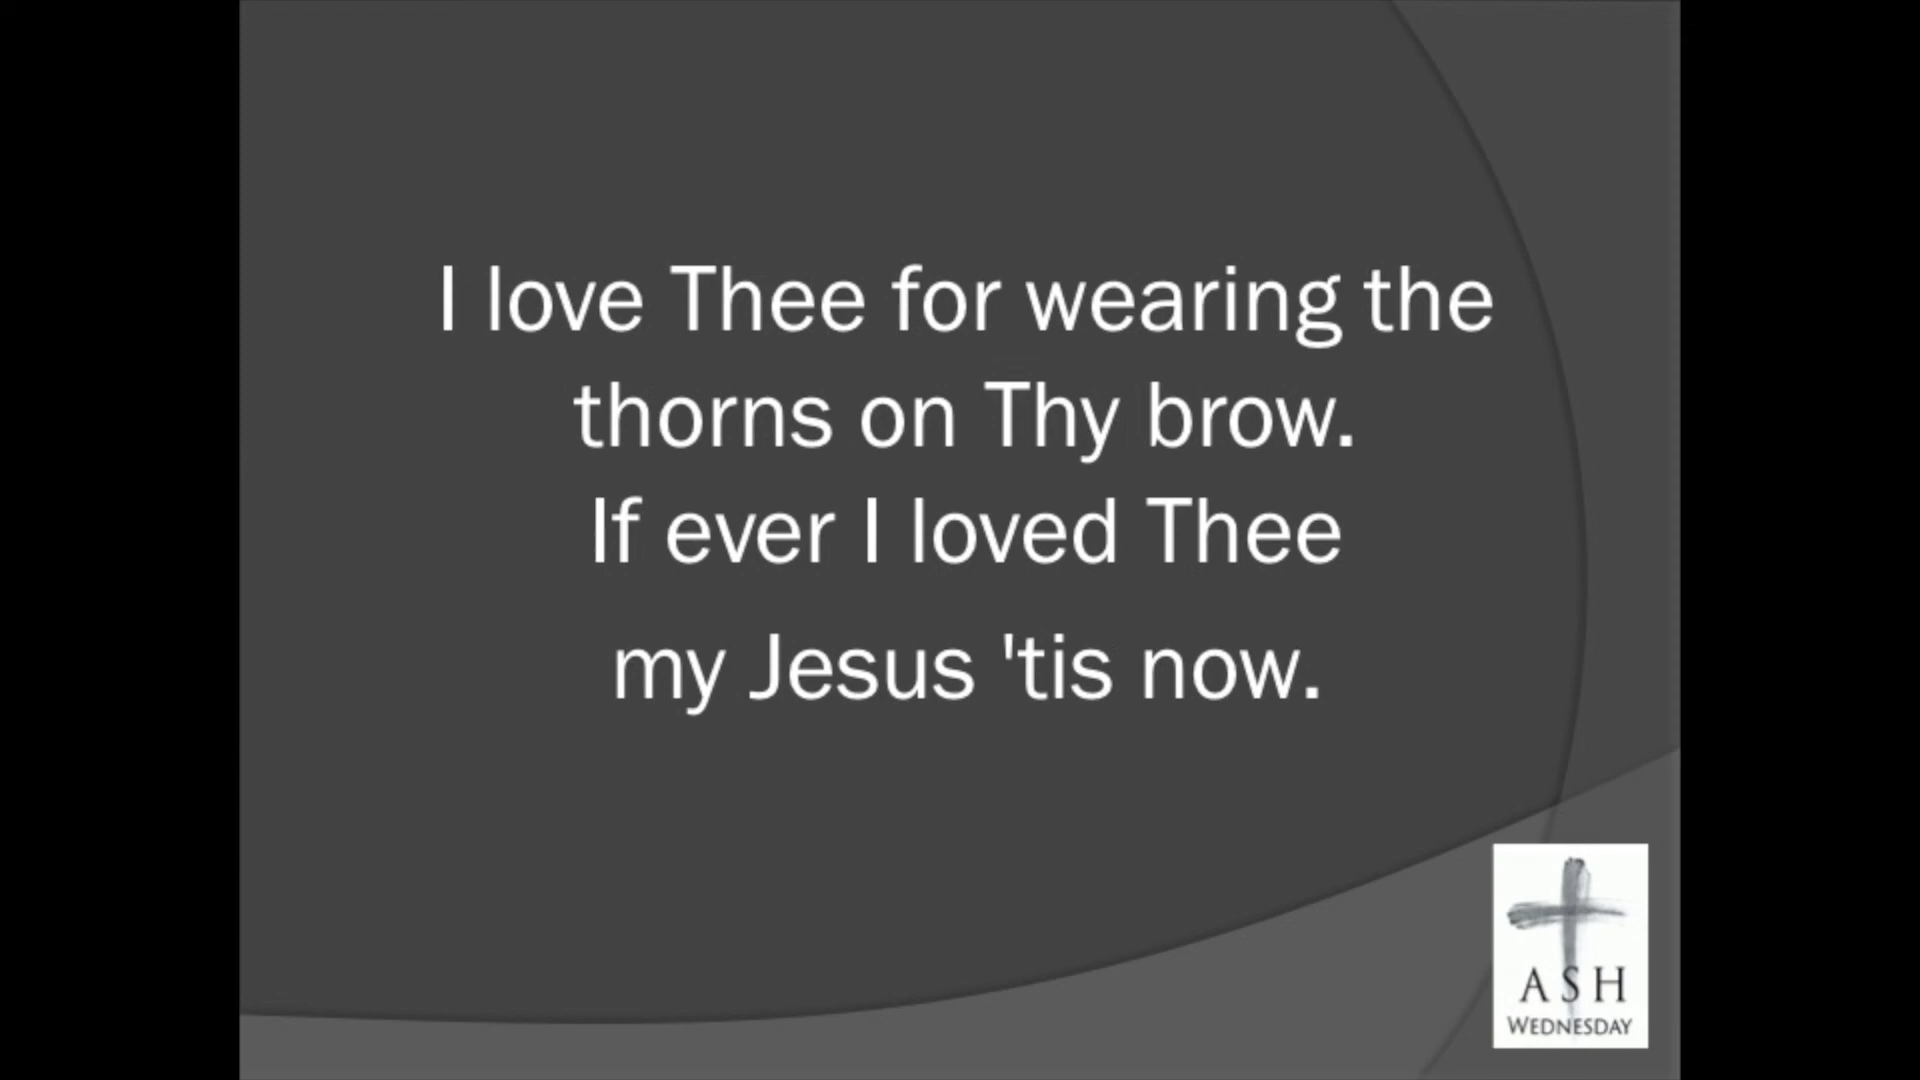 I love Thee for wearing the
thorns on Thy brow.
If ever I loved Thee
my Jesus 'tis now.
ASH
WEDNESDAY